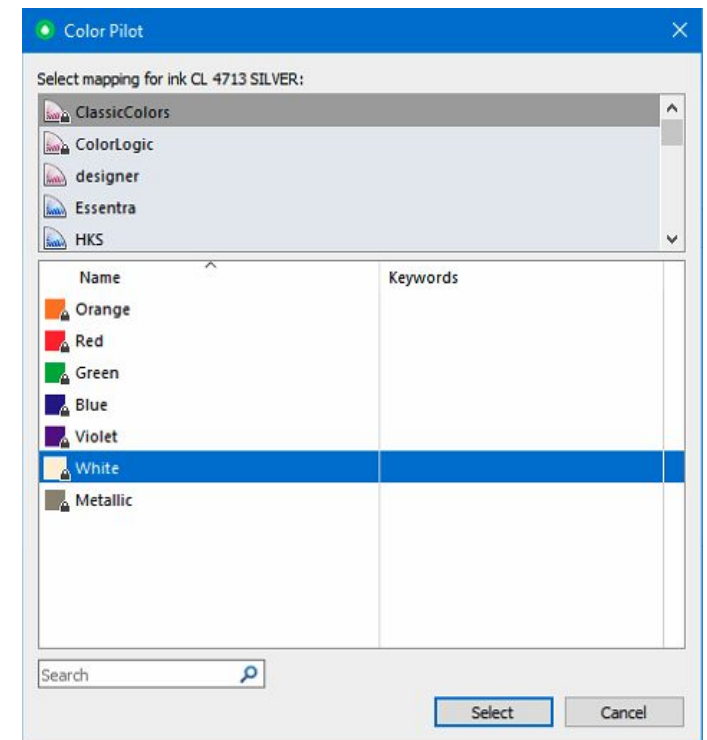 Color Pilot
Select mapping for ink CL 4713 SILVER:
ClassicColors
ColorLogic
designer
Essentra
HKS
Name Keywords
Orange
Red
Green
Blue
Violet
White
Metallic
Search
Select Cancel